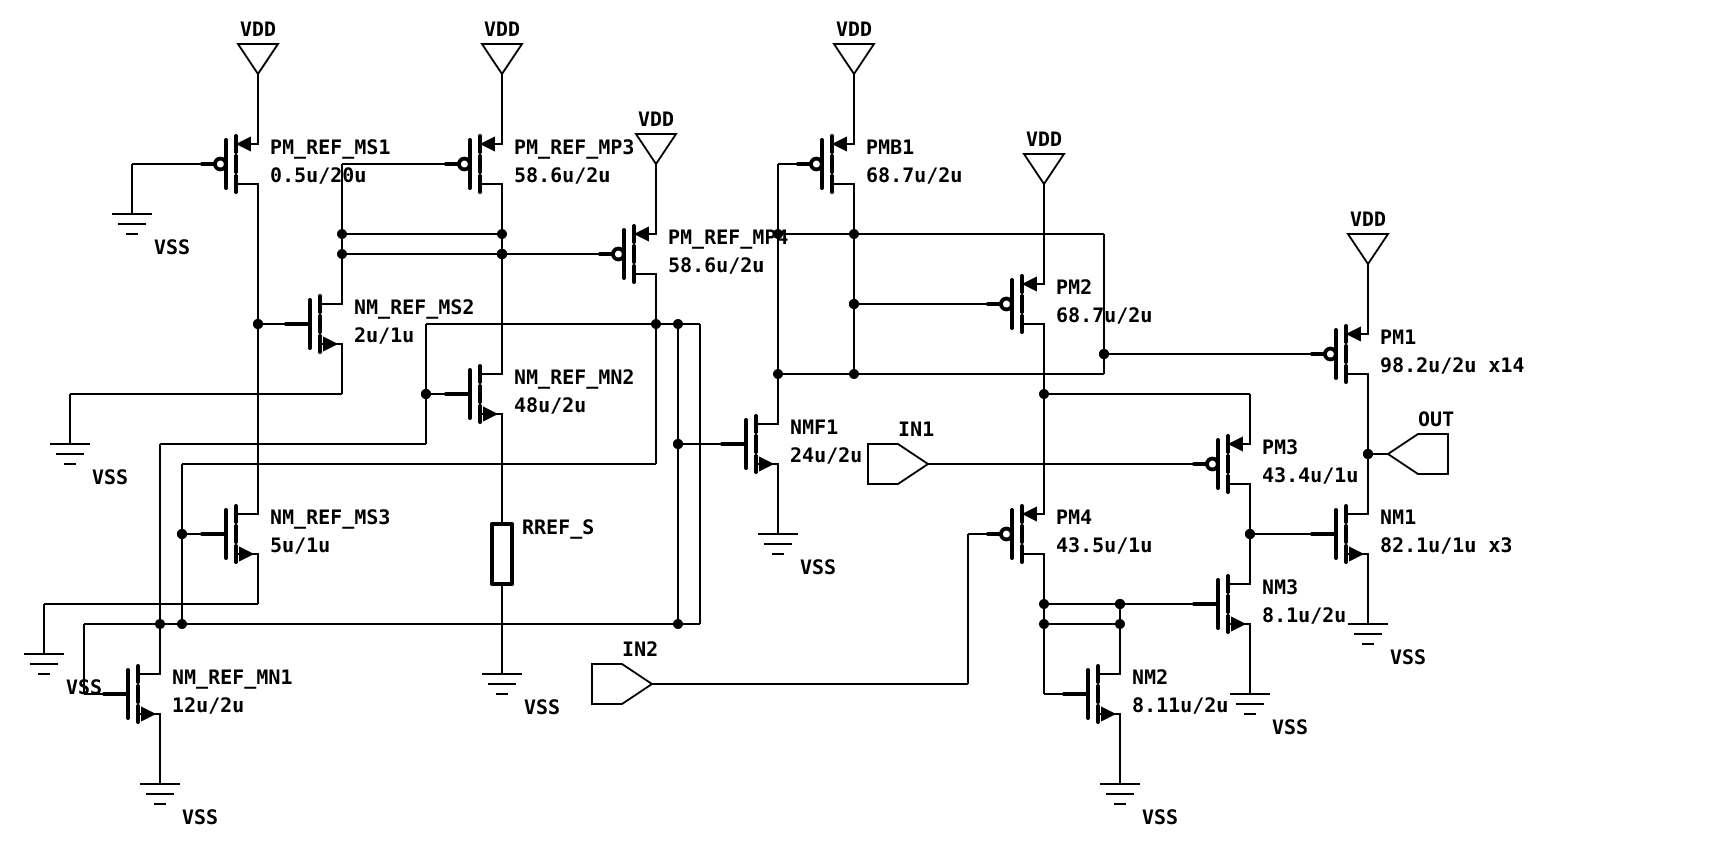 VDD
VDD
VDD
VDD
VDD
VDD
PM_REF_MS1
0.5u/20u
PM_REF_MP3
58.6u/2u
PMB1
68.7u/2u
VSS
PM_REF_MP4
58.6u/2u
PM2
68.7u/2u
NM_REF_MS2
2u/1u
PM1
98.2u/2u x14
NM_REF_MN2
48u/2u
NMF1
24u/2u
IN1
OUT
PM3
43.4u/1u
VSS
NM_REF_MS3
5u/1u
RREF_S
VSS
PM4
43.5u/1u
NM1
82.1u/1u x3
NM3
8.1u/2u
VSS
IN2
VSS
NM_REF_MN1
12u/2u
VSS
NM2
8.11u/2u
VSS
VSS
VSS